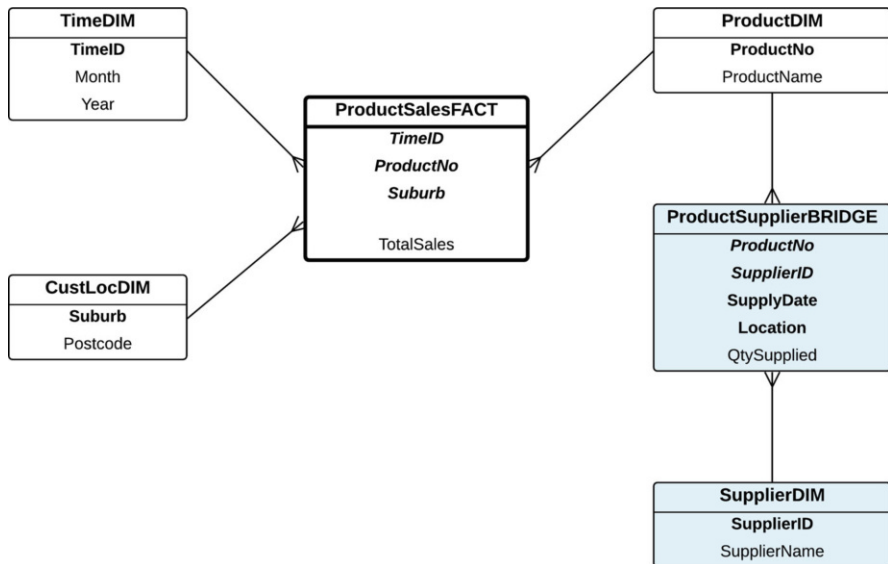 TimeDIM
TimeID
Month
Year
ProductSalesFACT
TimeID
ProductNo
Suburb
TotalSales
CustLocDIM
Suburb
Postcode
ProductDIM
ProductNo
ProductName
ProductSupplierBRIDGE
ProductNo
SupplierID
SupplyDate
Location
QtySupplied
SupplierDIM
SupplierID
SupplierName